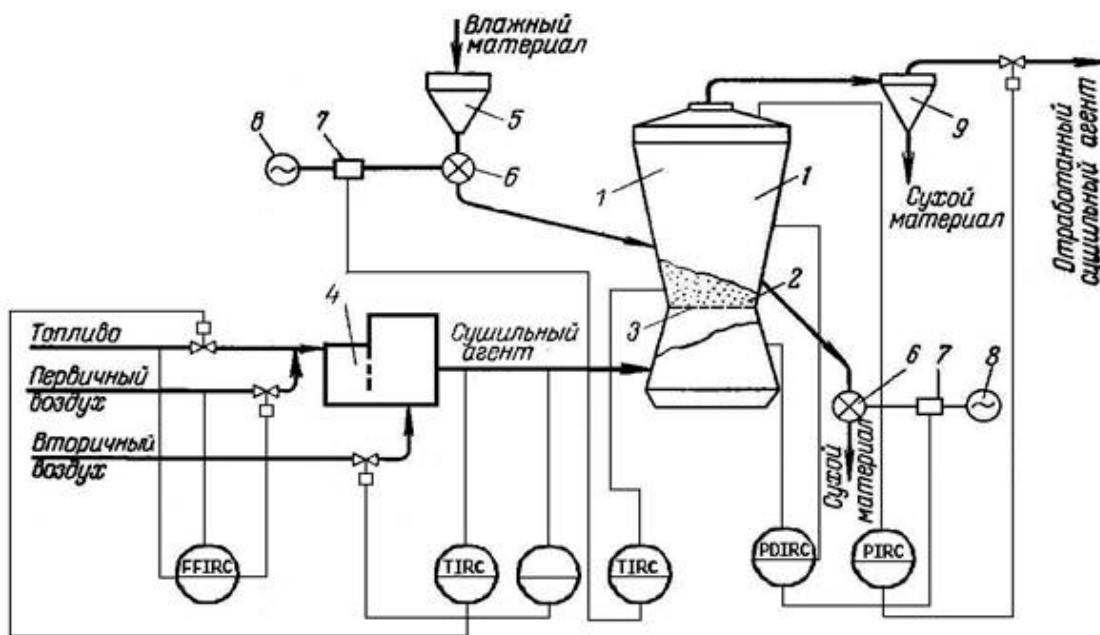 Влажный
материал
8
7
5
6
1
1
9
Сухой
материал
Отработанный
сушильный агент
2
3
4
Топливо
Сушильный
агент
Первичный
воздух
Вторичный
воздух
6
7
8
Сухой
материал
FFIRC
TIRC
TIRC
PDIRC
PIRC